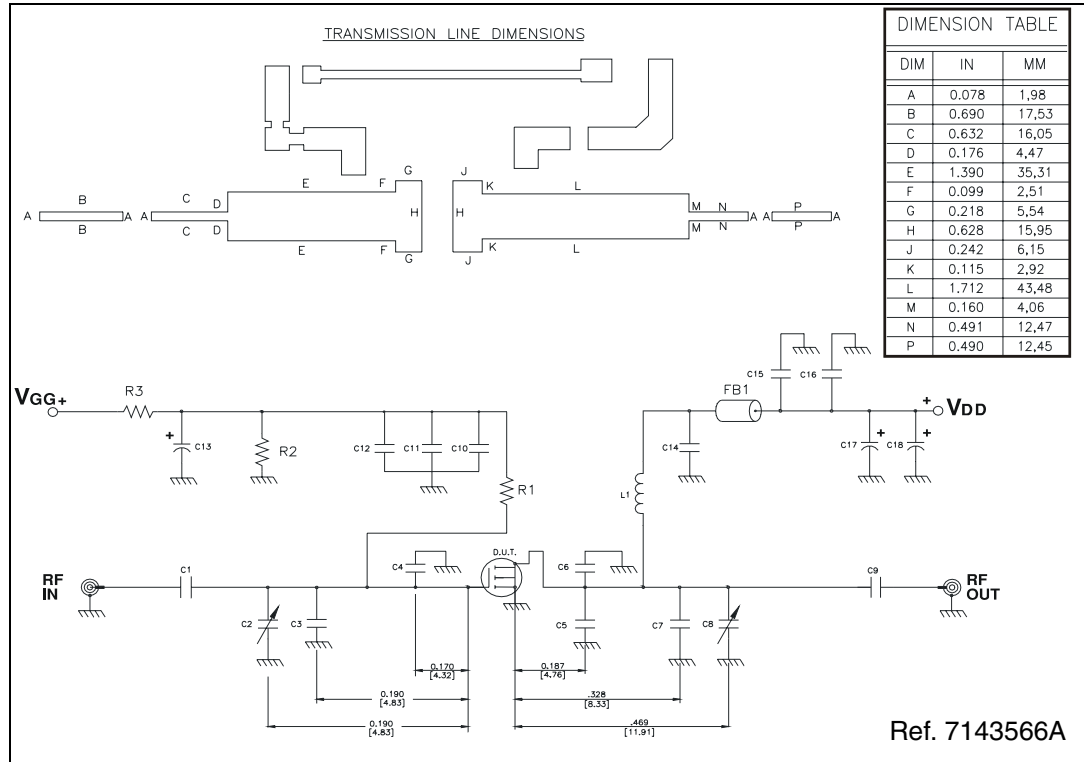 TRANSMISSION LINE DIMENSIONS
DIMENSION TABLE
DIM IN MM
A 0.078 1,98
B 0.690 17,53
C 0.632 16,05
D 0.176 4,47
E 1.390 35,31
F 0.099 2,51
G 0.218 5,54
H 0.628 15,95
J 0.242 6,15
K 0.115 2,92
L 1.712 43,48
M 0.160 4,06
N 0.491 12,47
P 0.490 12,45
G J
E F K L
B C D H H M N P
A A A A A A
B C D M N P
E F K L
G J
VGG+
R3
C13
R2
C12 C11 C10
R1
L1
C14
FB1
C15 C16
+ VDD
+ C17 + C18 +
RF IN
C1
C2
C3
C4
D.U.T.
C6
C5
C7
C8
C9
RF OUT
0.170
[4.32]
0.187
[4.76]
0.190
[4.83]
.328
[8.33]
0.190
[4.83]
.469
[11.91]
Ref. 7143566A